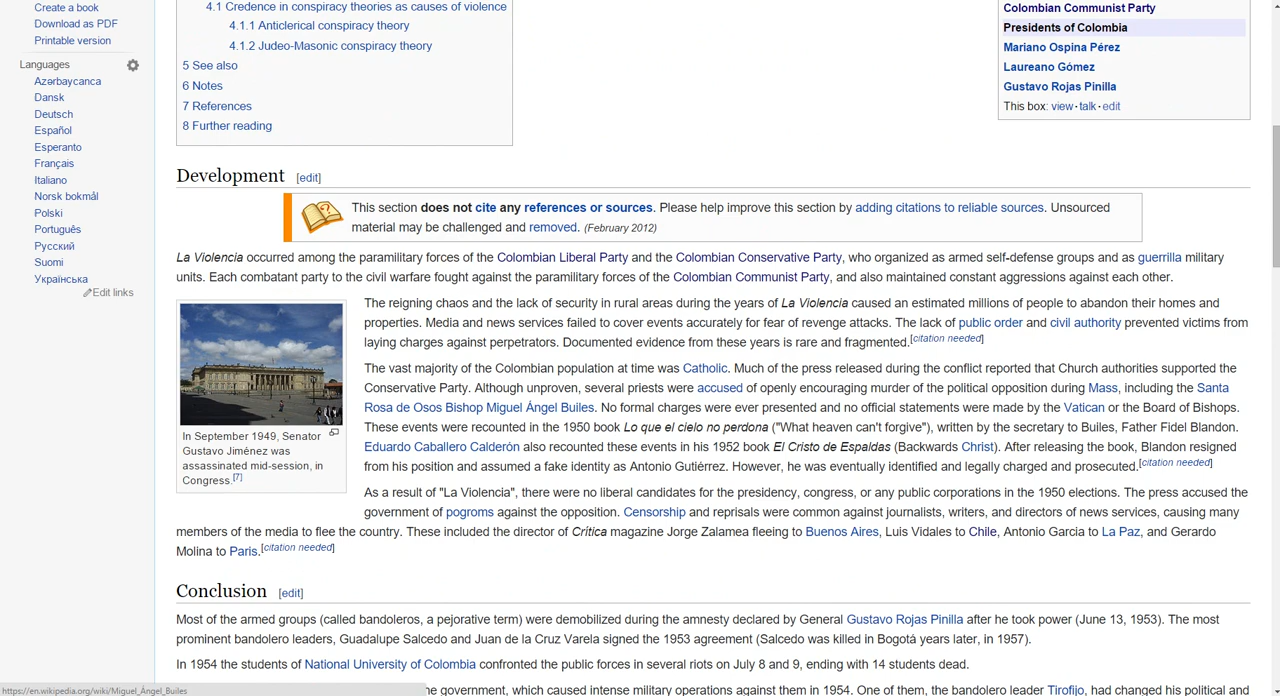 Create a book
Download as PDF
Printable version
Languages
Azərbaycanca
Dansk
Deutsch
Español
Esperanto
Français
Italiano
Norsk bokmål
Polski
Português
Русский
Suomi
Українська
Edit links
4.1 Credence in conspiracy theories as causes of violence
4.1.1 Anticlerical conspiracy theory
4.1.2 Judeo-Masonic conspiracy theory
5 See also
6 Notes
7 References
8 Further reading
Colombian Communist Party
Presidents of Colombia
Mariano Ospina Pérez
Laureano Gómez
Gustavo Rojas Pinilla
This box: view · talk · edit
Development [edit]
This section does not cite any references or sources. Please help improve this section by adding citations to reliable sources. Unsourced
material may be challenged and removed. (February 2012)
La Violencia occurred among the paramilitary forces of the Colombian Liberal Party and the Colombian Conservative Party, who organized as armed self-defense groups and as guerrilla military
units. Each combatant party to the civil warfare fought against the paramilitary forces of the Colombian Communist Party, and also maintained constant aggressions against each other.
In September 1949, Senator
Gustavo Jiménez was
assassinated mid-session, in
Congress.[7]
The reigning chaos and the lack of security in rural areas during the years of La Violencia caused an estimated millions of people to abandon their homes and
properties. Media and news services failed to cover events accurately for fear of revenge attacks. The lack of public order and civil authority prevented victims from
laying charges against perpetrators. Documented evidence from these years is rare and fragmented.[citation needed]
The vast majority of the Colombian population at time was Catholic. Much of the press released during the conflict reported that Church authorities supported the
Conservative Party. Although unproven, several priests were accused of openly encouraging murder of the political opposition during Mass, including the Santa
Rosa de Osos Bishop Miguel Ángel Builes. No formal charges were ever presented and no official statements were made by the Vatican or the Board of Bishops.
These events were recounted in the 1950 book Lo que el cielo no perdona ("What heaven can't forgive"), written by the secretary to Builes, Father Fidel Blandon.
Eduardo Caballero Calderón also recounted these events in his 1952 book El Cristo de Espaldas (Backwards Christ). After releasing the book, Blandon resigned
from his position and assumed a fake identity as Antonio Gutiérrez. However, he was eventually identified and legally charged and prosecuted.[citation needed]
As a result of "La Violencia", there were no liberal candidates for the presidency, congress, or any public corporations in the 1950 elections. The press accused the
government of pogroms against the opposition. Censorship and reprisals were common against journalists, writers, and directors of news services, causing many
members of the media to flee the country. These included the director of Crítica magazine Jorge Zalamea fleeing to Buenos Aires, Luis Vidales to Chile, Antonio Garcia to La Paz, and Gerardo
Molina to Paris.[citation needed]
Conclusion [edit]
Most of the armed groups (called bandoleros, a pejorative term) were demobilized during the amnesty declared by General Gustavo Rojas Pinilla after he took power (June 13, 1953). The most
prominent bandolero leaders, Guadalupe Salcedo and Juan de la Cruz Varela signed the 1953 agreement (Salcedo was killed in Bogotá years later, in 1957).
In 1954 the students of National University of Colombia confronted the public forces in several riots on July 8 and 9, ending with 14 students dead.
he government, which caused intense military operations against them in 1954. One of them, the bandolero leader Tirofijo, had changed his political and
https://en.wikipedia.org/wiki/Miguel_Ángel_Builes